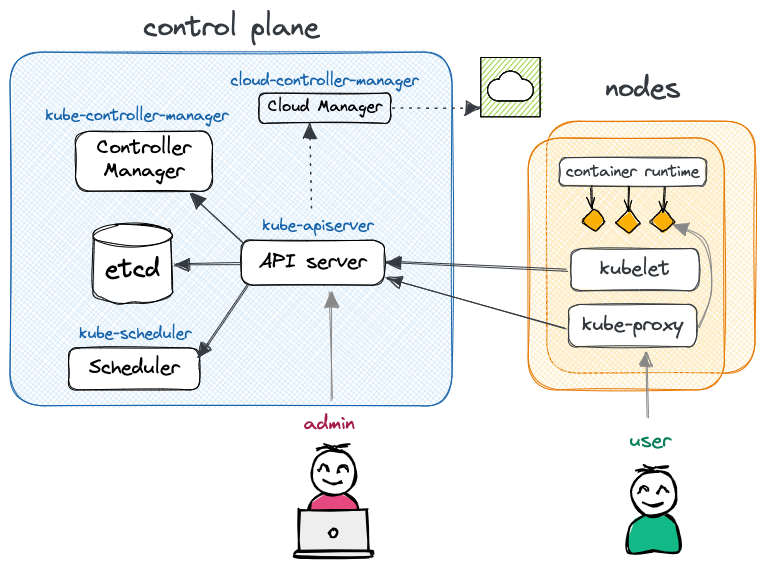 control plane
cloud-controller-manager
Cloud Manager
kube-controller-manager
Controller
Manager
kube-apiserver
API server
etcd
kube-scheduler
Scheduler
nodes
container runtime
kubelet
kube-proxy
admin
user